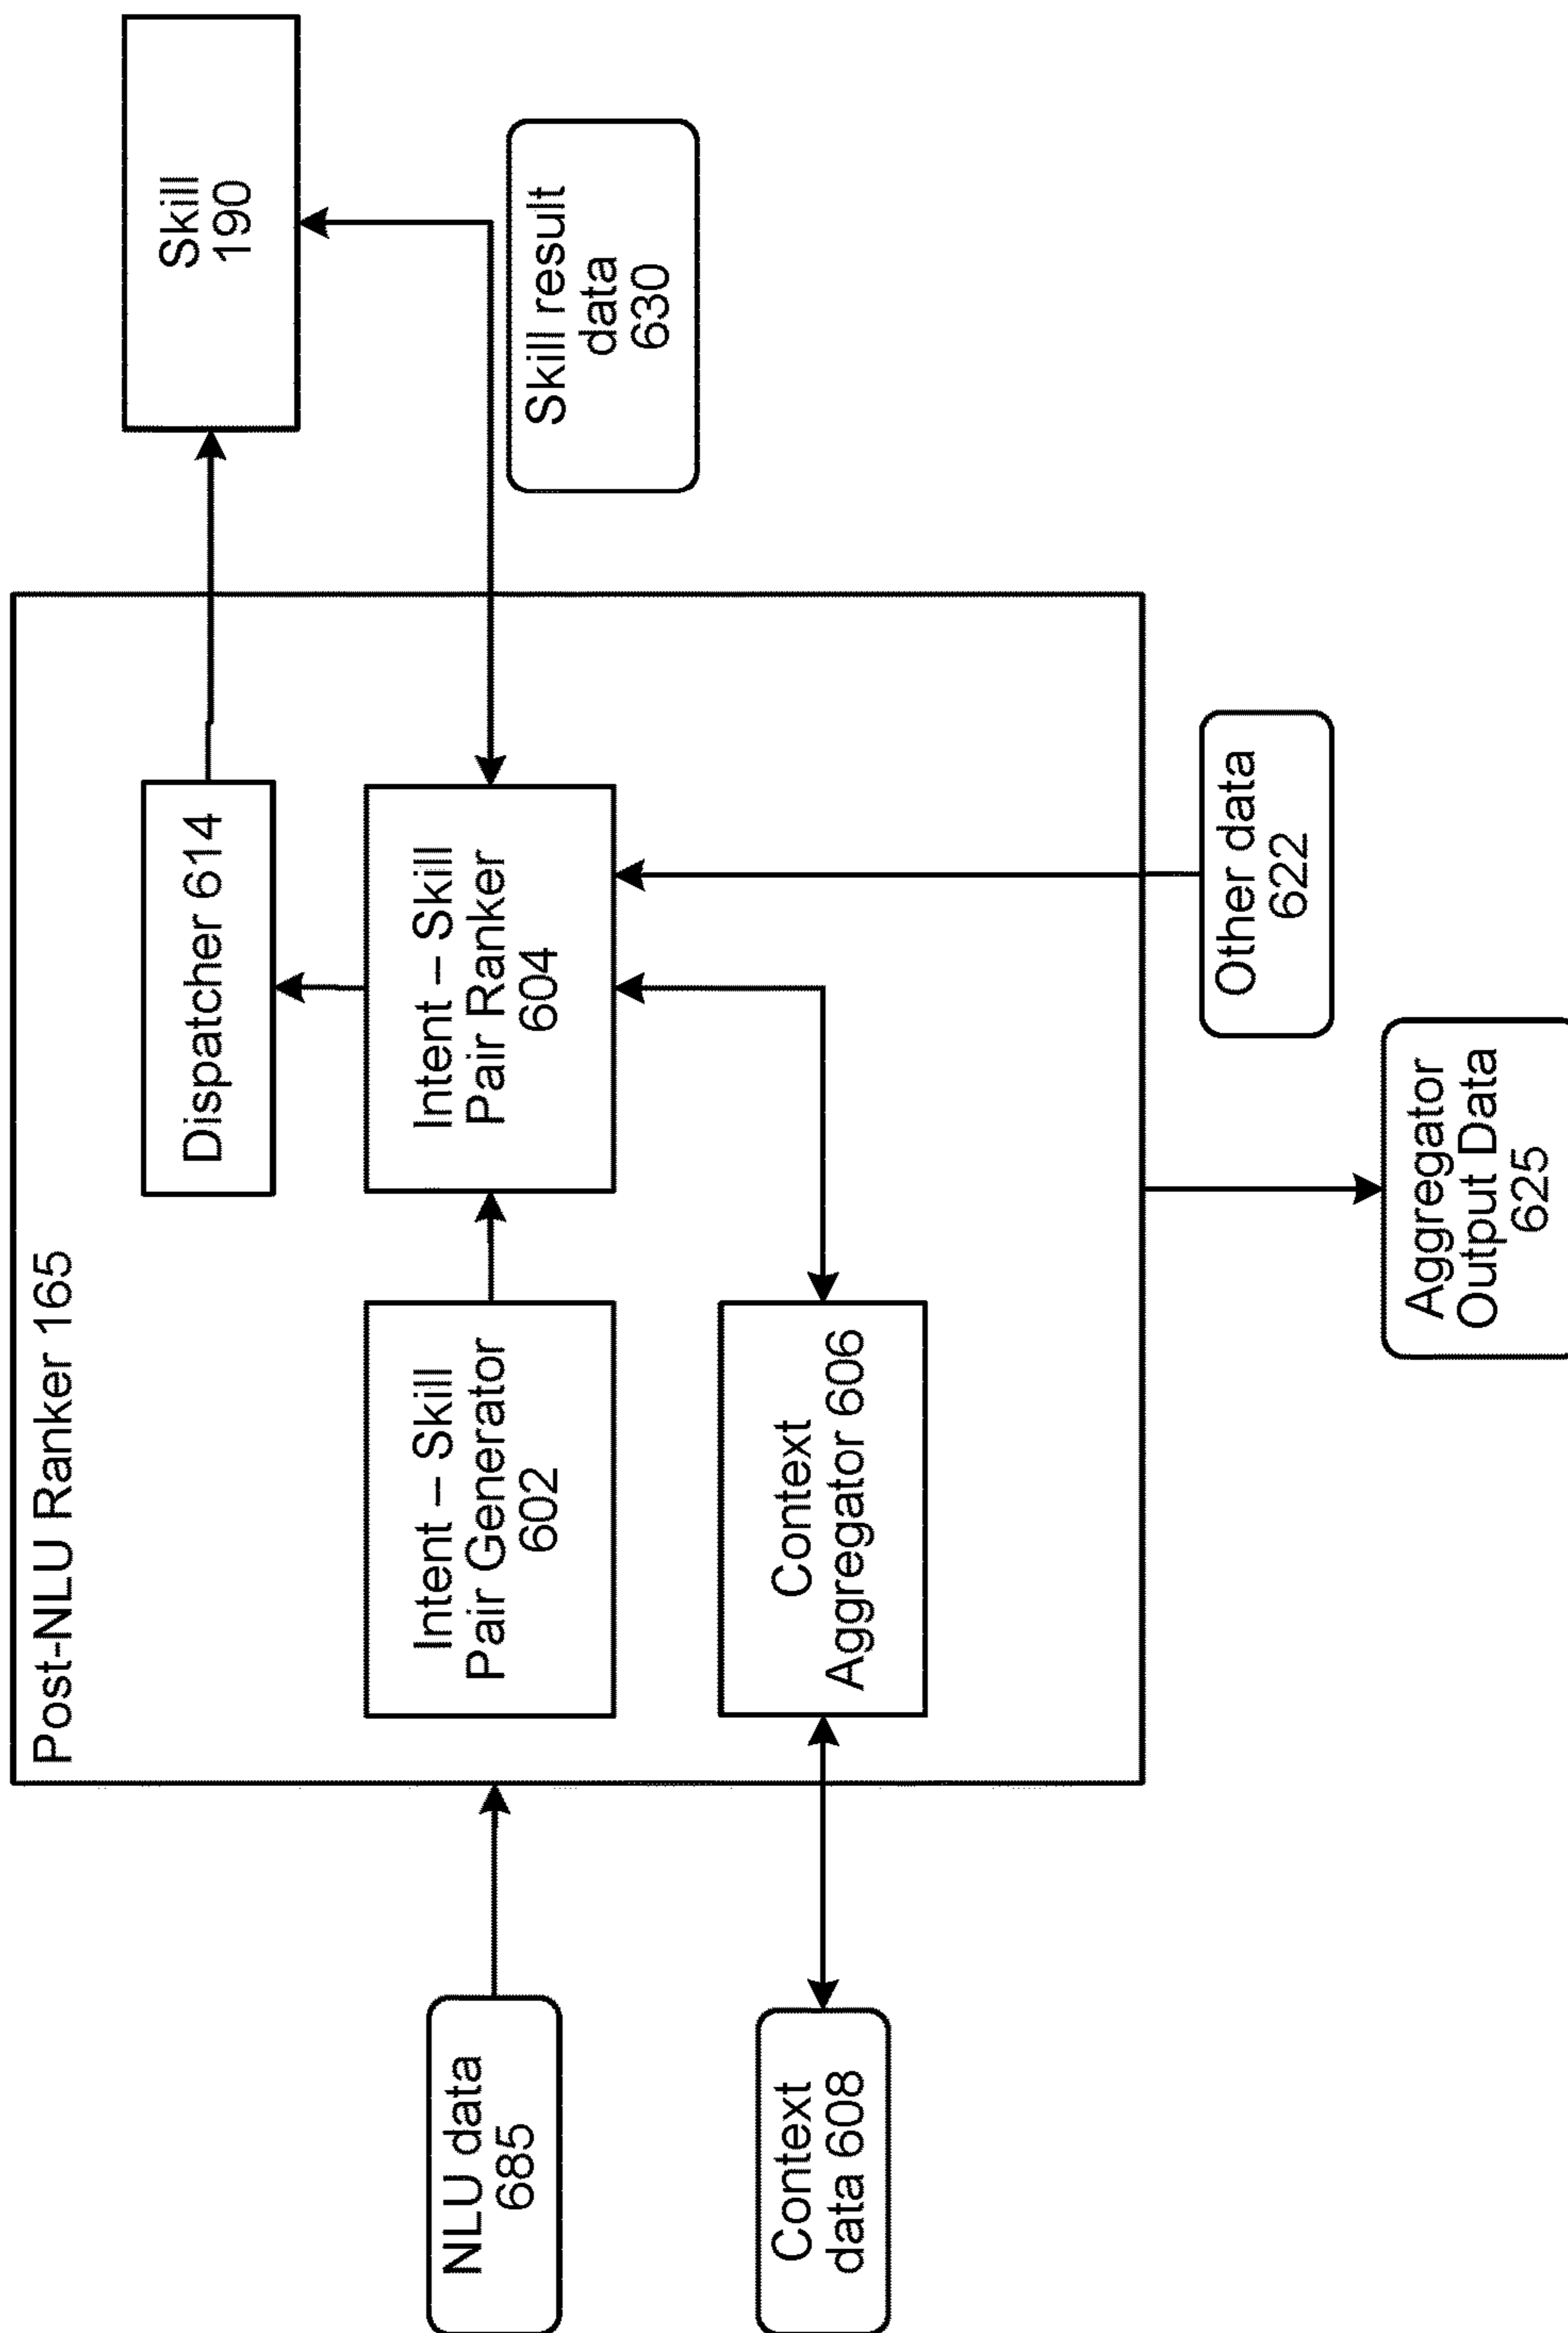 Post-NLU Ranker 165
NLU data
685
Context
data 608
Intent – Skill
Pair Generator
602
Context
Aggregator 606
Dispatcher 614
Intent – Skill
Pair Ranker
604
Skill
190
Skill result
data
630
Other data
622
Aggregator
Output Data
625